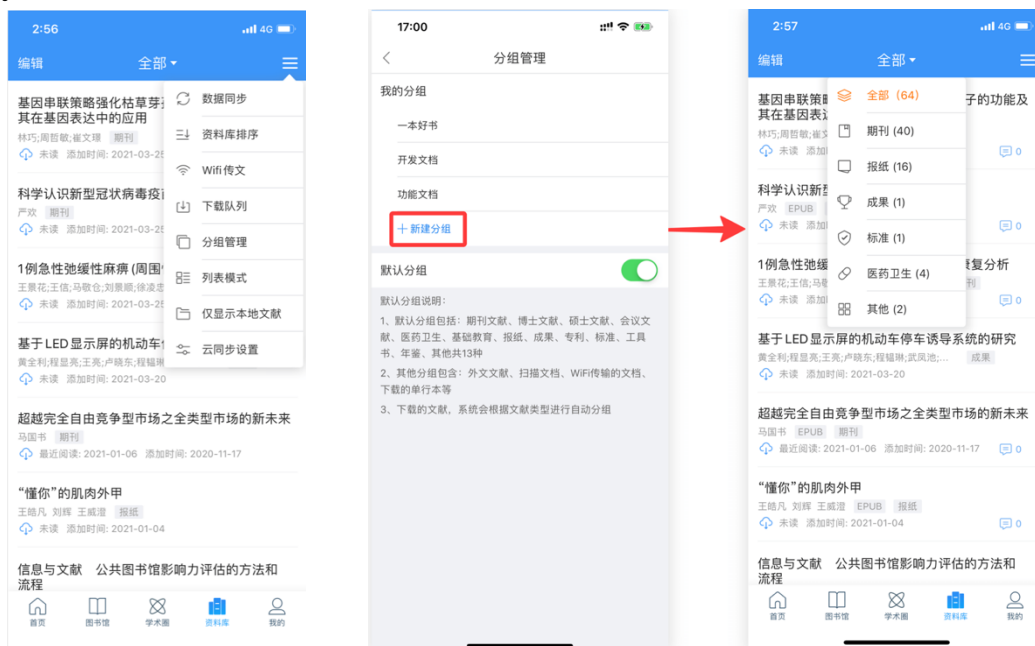 2:56
4G
编辑
全部
基因串联策略强化枯草芽
其在基因表达中的应用
林巧;周哲敏;崔文璟 期刊
未读 添加时间: 2021-03-25
科学认识新型冠状病毒疫
严欢 期刊
未读 添加时间: 2021-03-25
1例急性弛缓性麻痹 (周围
王景花;王信;马敬仓;刘景顺;徐凌忠
未读 添加时间: 2021-03-25
基于LED显示屏的机动车
黄全利;程显亮;王亮;卢晓东;程韫琳
未读 添加时间: 2021-03-20
超越完全自由竞争型市场之全类型市场的新未来
马国书 期刊
最近阅读: 2021-01-06 添加时间: 2020-11-17
“懂你”的肌肉外甲
王皓凡 刘辉 王威澄 报纸
未读 添加时间: 2021-01-04
信息与文献 公共图书馆影响力评估的方法和
流程
首页
图书馆
学术圈
资料库
我的
数据同步
资料库排序
Wifi传文
下载队列
分组管理
列表模式
仅显示本地文献
云同步设置
17:00
分组管理
我的分组
一本好书
开发文档
功能文档
新建分组
默认分组
默认分组说明:
1、默认分组包括: 期刊文献、博士文献、硕士文献、会议文
献、医药卫生、基础教育、报纸、成果、专利、标准、工具
书、年鉴、其他共13种
2、其他分组包含: 外文文献、扫描文档、WiFi传输的文档、
下载的单行本等
3、下载的文献，系统会根据文献类型进行自动分组
2:57
4G
编辑
全部
基因串联策
子的功能及
其在基因表达
林巧;周哲敏;崔文
未读 添加
0
科学认识新型
严欢 EPUB
未读 添加
0
1例急性弛缓
复分析
王景花;王信;马敬
刊
未读 添加
0
基于LED显示屏的机动车停车诱导系统的研究
黄全利;程显亮;王亮;卢晓东;程韫琳;武凤池;... 成果
未读 添加时间: 2021-03-20
超越完全自由竞争型市场之全类型市场的新未来
马国书 EPUB 期刊
最近阅读: 2021-01-06 添加时间: 2020-11-17
0
“懂你”的肌肉外甲
王皓凡 刘辉 王威澄 EPUB 报纸
未读 添加时间: 2021-01-04
0
信息与文献 公共图书馆影响力评估的方法和
流程
首页
图书馆
学术圈
资料库
我的
全部 (64)
期刊 (40)
报纸 (16)
成果 (1)
标准 (1)
医药卫生 (4)
其他 (2)